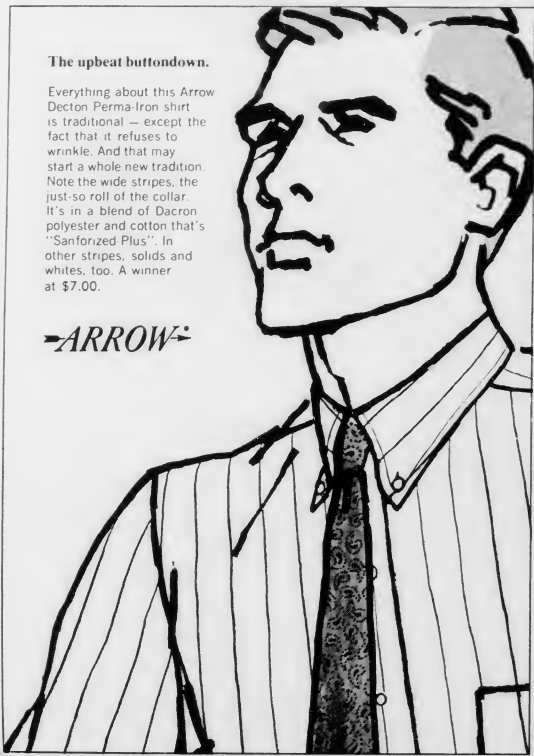 The upbeat buttondown.
Everything about this Arrow
Decton Perma-Iron shirt
is traditional — except the
fact that it refuses to
wrinkle. And that may
start a whole new tradition.
Note the wide stripes, the
just-so roll of the collar.
It's in a blend of Dacron
polyester and cotton that's
"Sanforized Plus". In
other stripes, solids and
whites, too. A winner
at $7.00.
ARROW